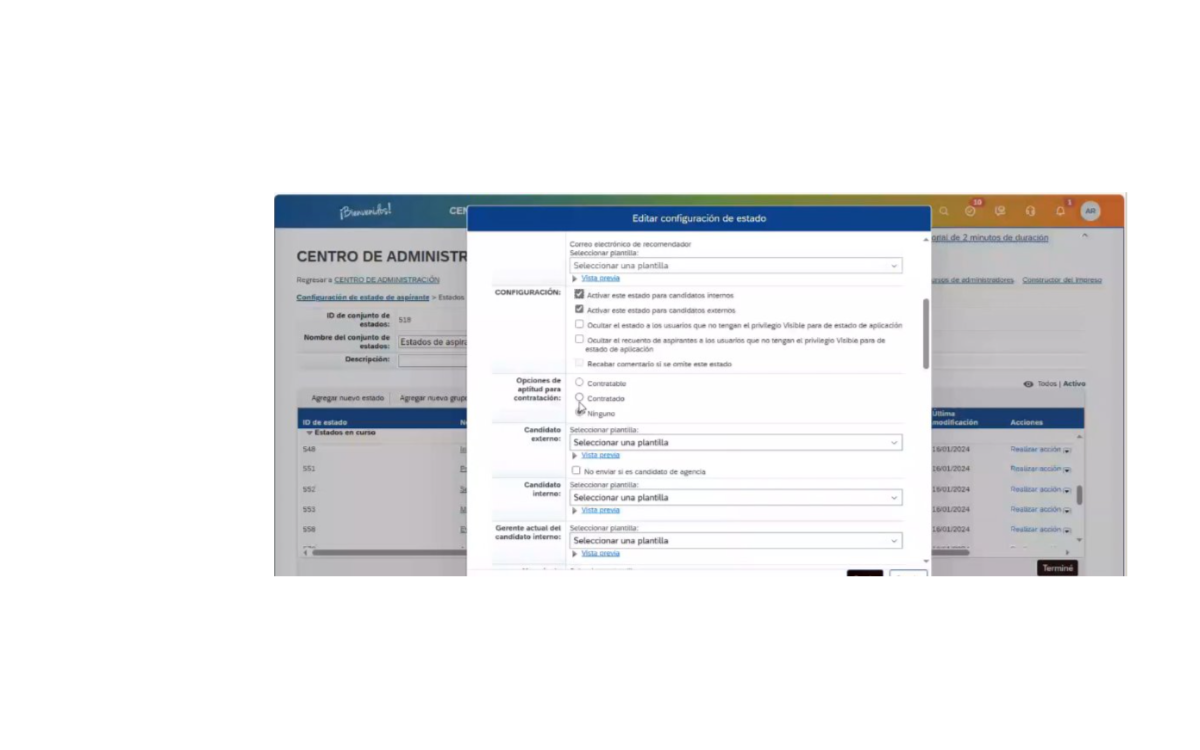 ¡Bienvenidos!
CEN
18
1
AR
Editar configuración de estado
orial de 2 minutos de duración
CENTRO DE ADMINISTR
Regresar a CENTRO DE ADMINISTRACIÓN
ursos de administradores
Configuración de estado de aspirante > Estados
ID de conjunto de estados:
518
Nombre del conjunto de estados:
Estados de aspira
Descripción:
Todos | Activo
Agregar nuevo estado
Agregar nuevo grup
ID de estado
Última modificación
Acciones
Estados en curso
548
16/01/2024
Realizar acción
551
16/01/2024
Realizar acción
552
16/01/2024
Realizar acción
553
16/01/2024
Realizar acción
558
16/01/2024
Realizar acción
Terminé
Correo electrónico de recomendador
Seleccionar plantilla:
Seleccionar una plantilla
Vista previa
CONFIGURACIÓN:
Activar este estado para candidatos internos
Activar este estado para candidatos externos
Ocultar el estado a los usuarios que no tengan el privilegio Visible para de estado de aplicación
Ocultar el recuento de aspirantes a los usuarios que no tengan el privilegio Visible para de
estado de aplicación
Recabar comentario si se omite este estado
Opciones de
aptitud para
contratación:
Contratable
Contratado
Ninguno
Candidato
externo:
Seleccionar plantilla:
Seleccionar una plantilla
Vista previa
No enviar si es candidato de agencia
Candidato
interno:
Seleccionar plantilla:
Seleccionar una plantilla
Vista previa
Gerente actual del
candidato interno:
Seleccionar plantilla:
Seleccionar una plantilla
Vista previa